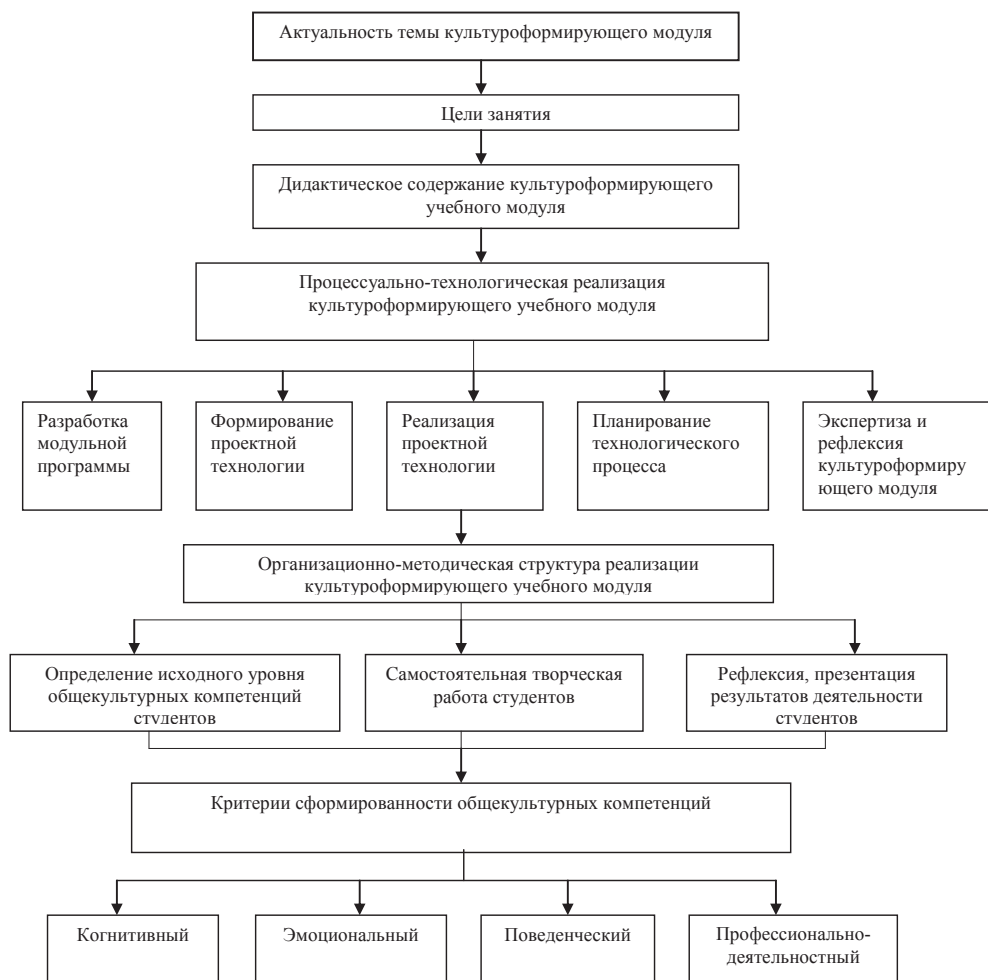 Актуальность темы культуроформирующего модуля
Цели занятия
Дидактическое содержание культуроформирующего
учебного модуля
Процессуально-технологическая реализация
культуроформирующего учебного модуля
Разработка
модульной
программы
Формирование
проектной
технологии
Реализация
проектной
технологии
Планирование
технологического
процесса
Экспертиза и
рефлексия
культуроформиру
ющего модуля
Организационно-методическая структура реализации
культуроформирующего учебного модуля
Определение исходного уровня
общекультурных компетенций
студентов
Самостоятельная творческая
работа студентов
Рефлексия, презентация
результатов деятельности
студентов
Критерии сформированности общекультурных компетенций
Когнитивный
Эмоциональный
Поведенческий
Профессионально-
деятельностный